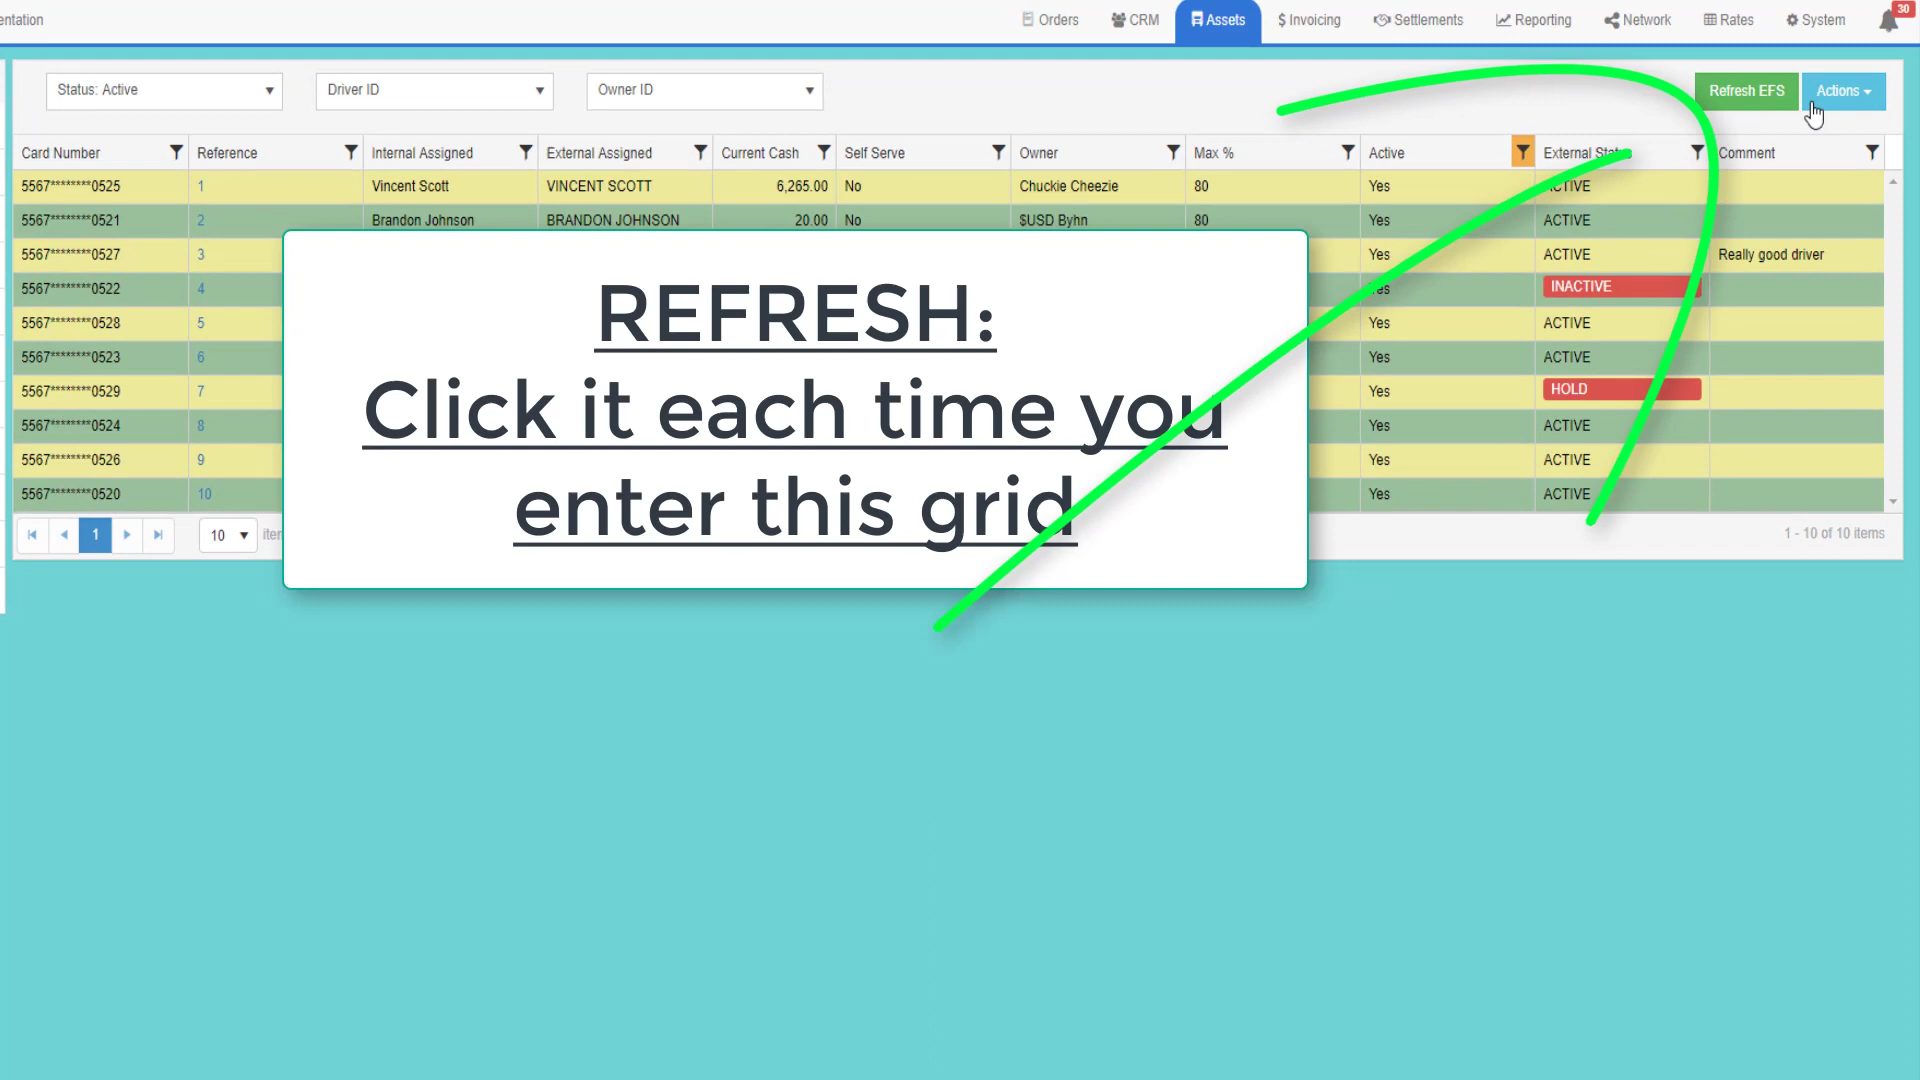 entation Orders CRM Assets $ Invoicing Settlements Reporting Network Rates System 30
Status: Active Driver ID Owner ID Refresh EFS Actions
Card Number Reference Internal Assigned External Assigned Current Cash Self Serve Owner Max % Active External Status Comment
5567********0525 1 Vincent Scott VINCENT SCOTT 6,265.00 No Chuckie Cheezie 80 Yes ACTIVE
5567********0521 2 Brandon Johnson BRANDON JOHNSON 20.00 No $USD Byhn 80 Yes ACTIVE
5567********0527 3 Yes ACTIVE Really good driver
5567********0522 4 Yes INACTIVE
5567********0528 5 Yes ACTIVE
5567********0523 6 Yes ACTIVE
5567********0529 7 Yes HOLD
5567********0524 8 Yes ACTIVE
5567********0526 9 Yes ACTIVE
5567********0520 10 Yes ACTIVE
1 10 1 - 10 of 10 items
REFRESH:
Click it each time you
enter this grid